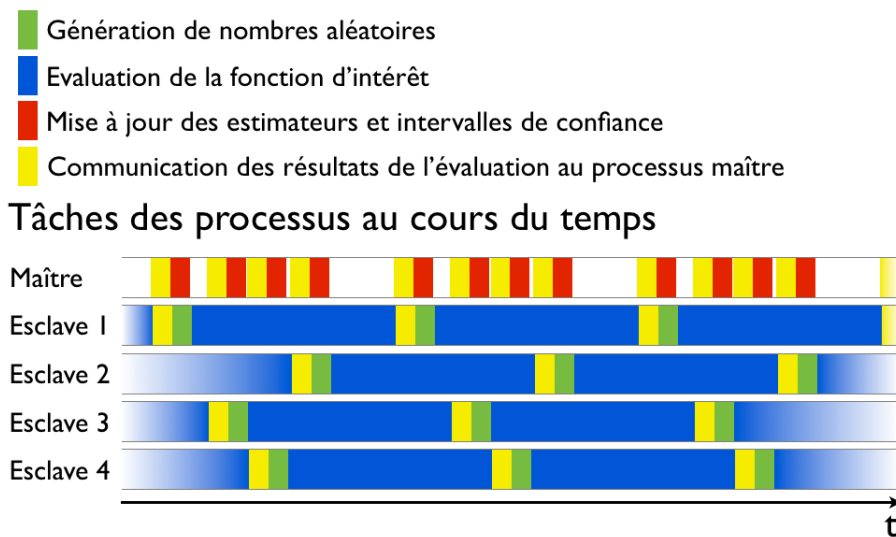 Génération de nombres aléatoires
Evaluation de la fonction d'intérêt
Mise à jour des estimateurs et intervalles de confiance
Communication des résultats de l'évaluation au processus maître
Tâches des processus au cours du temps
Maître
Esclave 1
Esclave 2
Esclave 3
Esclave 4
t